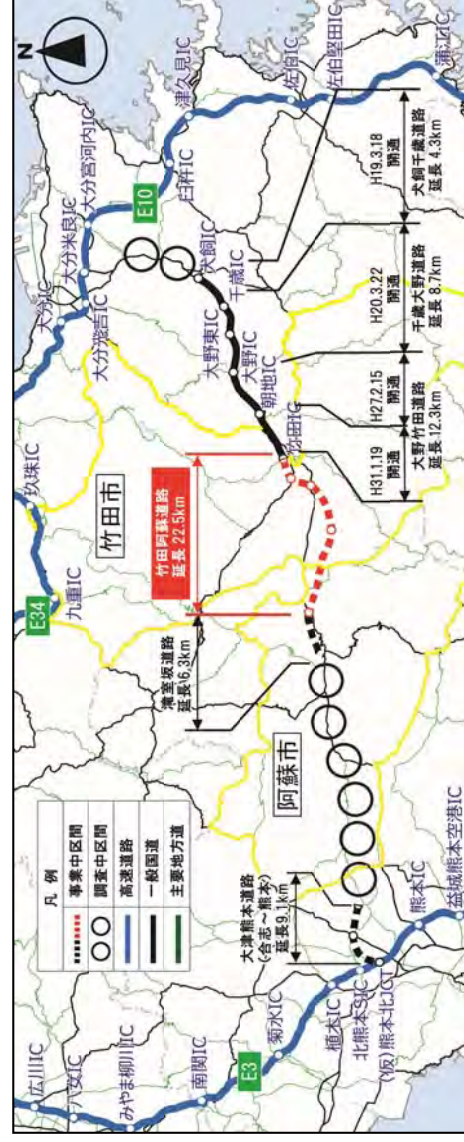 広川IC
八女IC
みやま柳川IC
南関IC
E3
菊水IC
植木IC
北熊本SIC
(仮)熊本北JCT
熊本IC
益城熊本空港IC
凡 例
事業中区間
調査中区間
高速道路
一般国道
主要地方道
大津熊本道路
(合志～熊本)
延長9.1km
阿蘇市
滝室坂道路
延長6.3km
E34
九重IC
玖珠IC
竹田市
竹田阿蘇道路
延長 22.5km
竹田IC
朝地IC
大野IC
大野東IC
千歳IC
犬飼IC
大分IC
大分光吉IC
大分米良IC
大分宮河内IC
E10
臼杵IC
津久見IC
佐伯IC
佐伯堅田IC
蒲江IC
N
H31.1.19
開通
H27.2.15
開通
大野竹田道路
延長12.3km
H20.3.22
開通
千歳大野道路
延長 8.7km
H19.3.18
開通
犬飼千歳道路
延長 4.3km